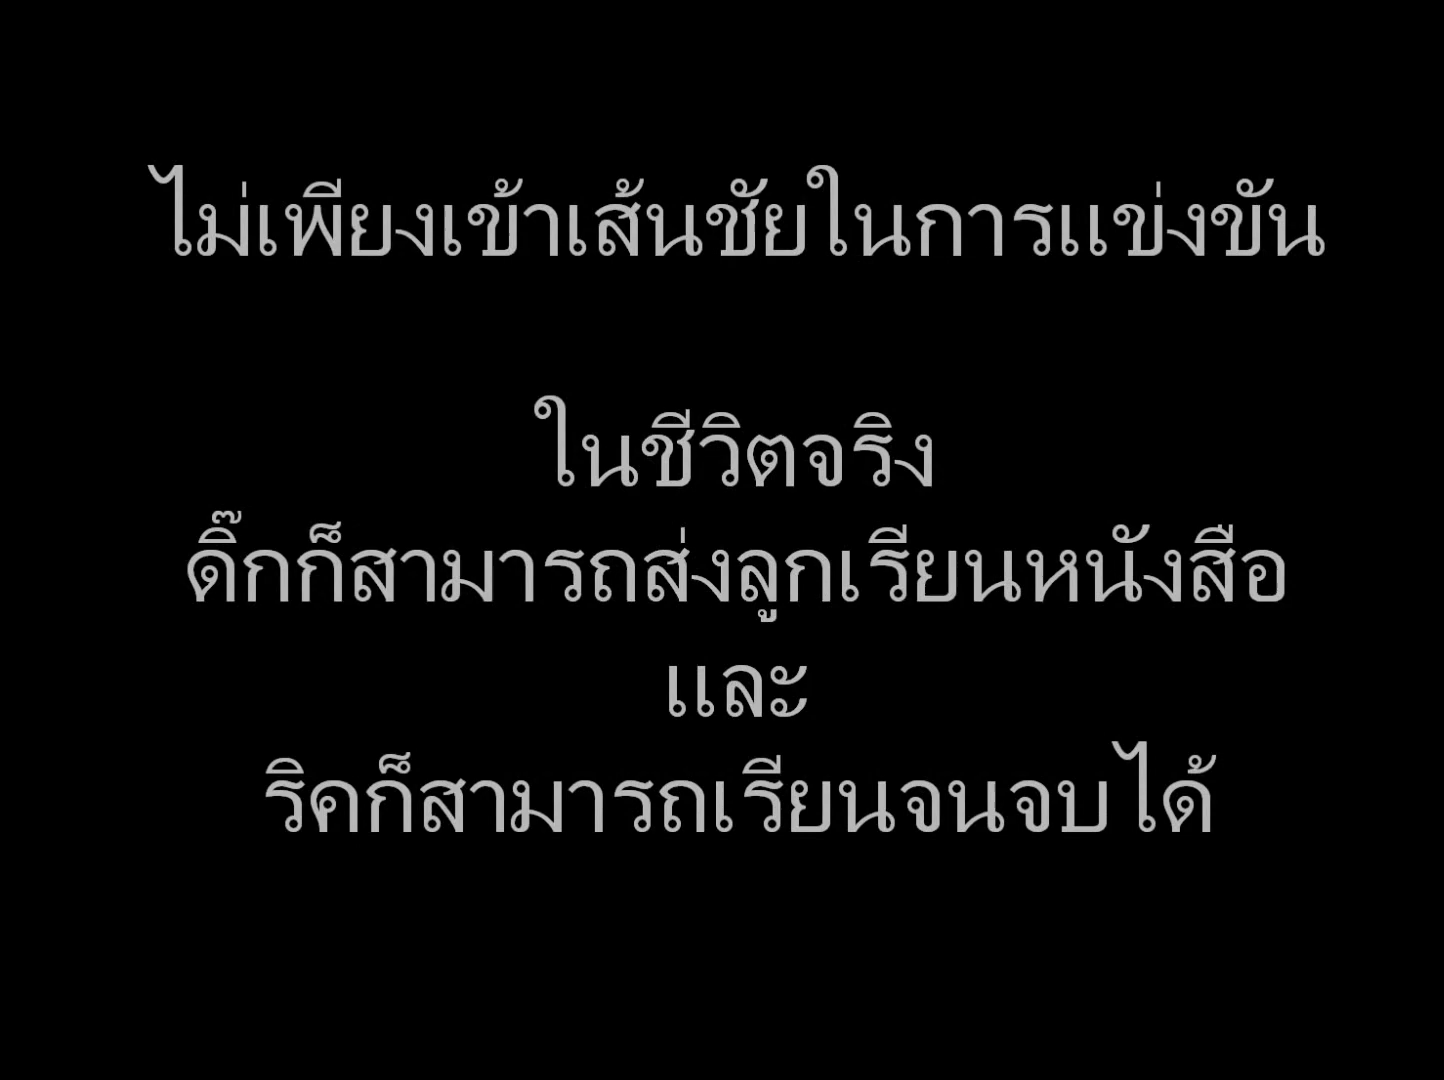 ไม่เพียงเข้าเส้นชัยในการแข่งขัน
ในชีวิตจริง
ดิ๊กก็สามารถส่งลูกเรียนหนังสือ
และ
ริคก็สามารถเรียนจนจบได้